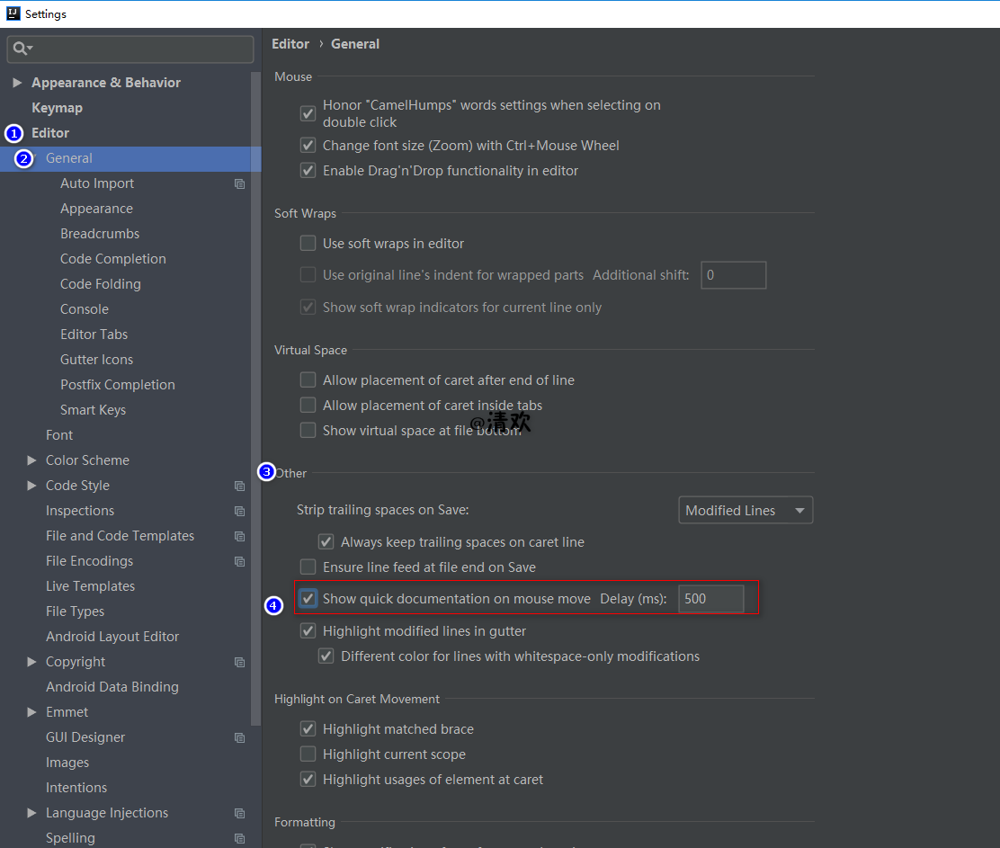 Settings
Appearance & Behavior
Keymap
1 Editor
2 General
Auto Import
Appearance
Breadcrumbs
Code Completion
Code Folding
Console
Editor Tabs
Gutter Icons
Postfix Completion
Smart Keys
Font
Color Scheme
Code Style
Inspections
File and Code Templates
File Encodings
Live Templates
File Types
Android Layout Editor
Copyright
Android Data Binding
Emmet
GUI Designer
Images
Intentions
Language Injections
Spelling
Editor › General
Mouse
Honor "CamelHumps" words settings when selecting on
double click
Change font size (Zoom) with Ctrl+Mouse Wheel
Enable Drag'n'Drop functionality in editor
Soft Wraps
Use soft wraps in editor
Use original line's indent for wrapped parts Additional shift: 0
Show soft wrap indicators for current line only
Virtual Space
Allow placement of caret after end of line
Allow placement of caret inside tabs
@清欢
Show virtual space at file bottom
3 Other
Strip trailing spaces on Save: Modified Lines
Always keep trailing spaces on caret line
Ensure line feed at file end on Save
4 Show quick documentation on mouse move Delay (ms): 500
Highlight modified lines in gutter
Different color for lines with whitespace-only modifications
Highlight on Caret Movement
Highlight matched brace
Highlight current scope
Highlight usages of element at caret
Formatting